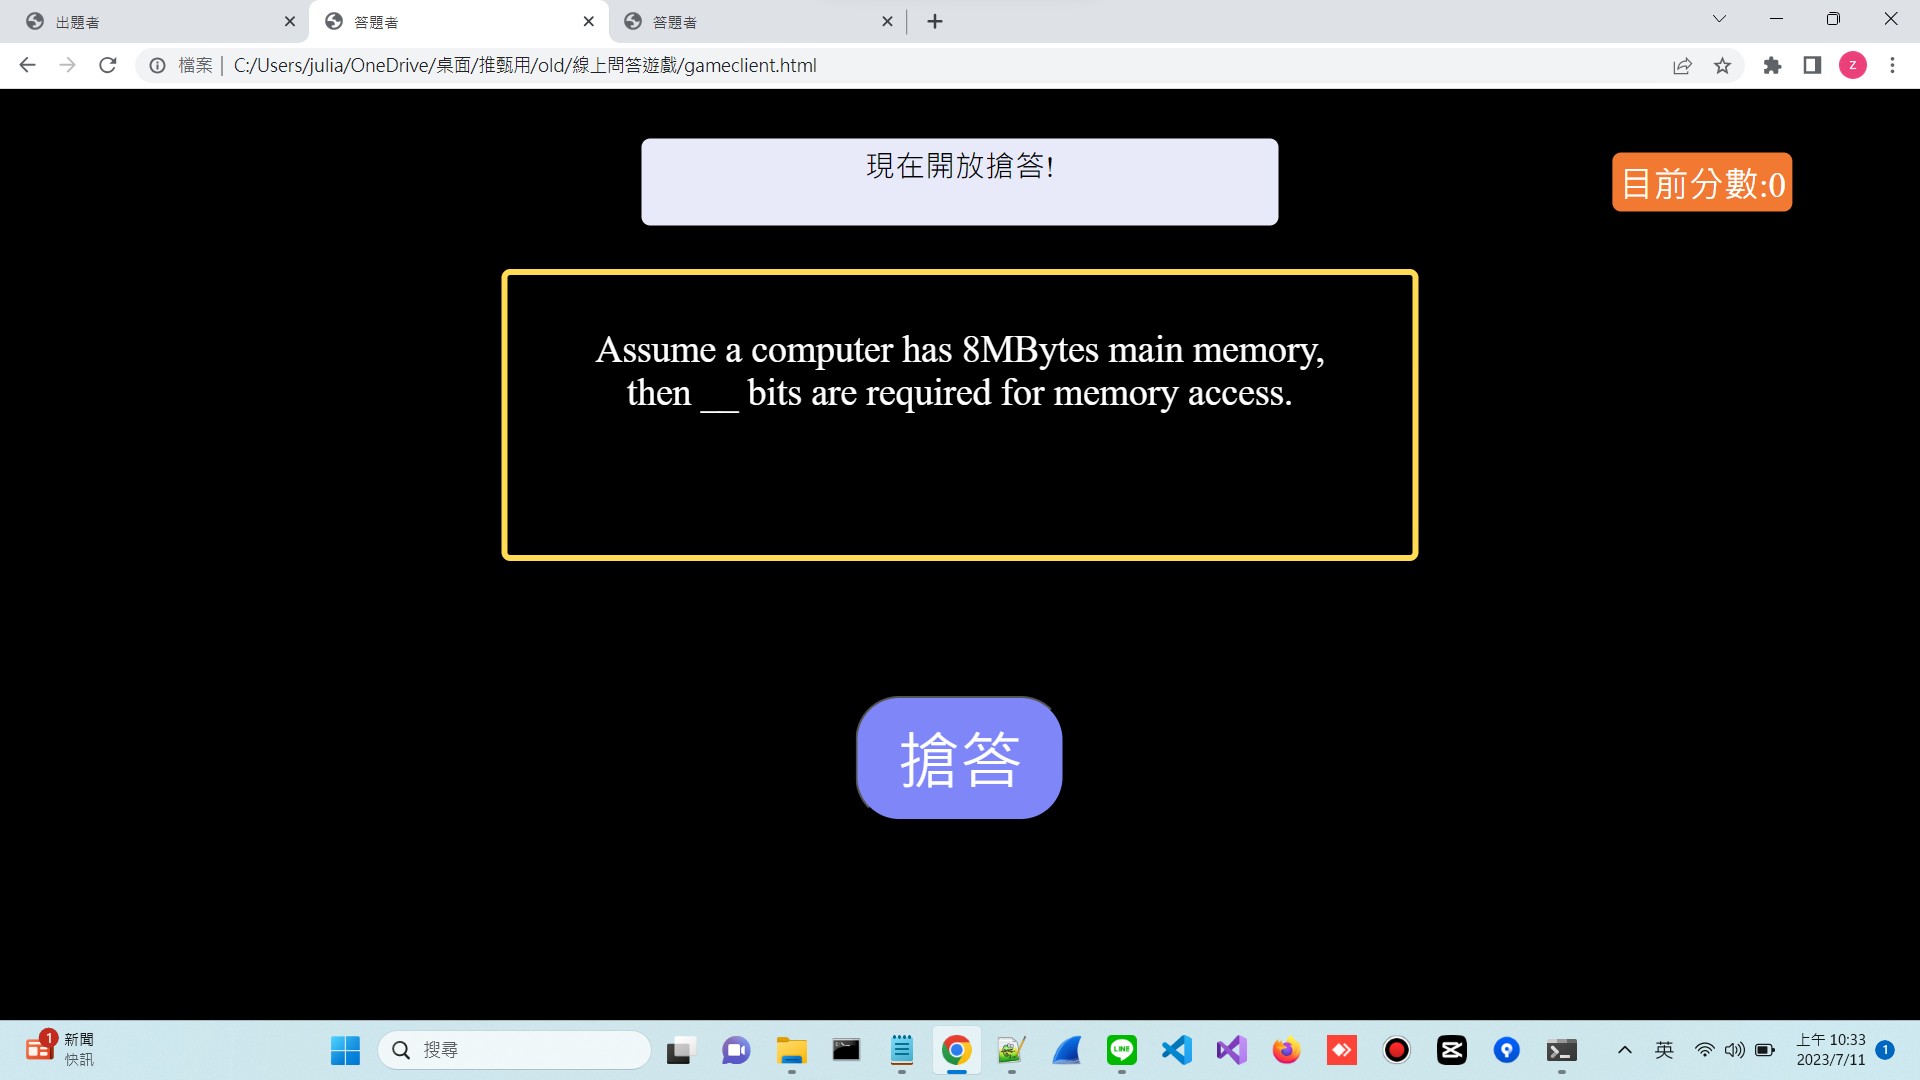 出題者
答題者
答題者
檔案 | C:/Users/julia/OneDrive/桌面/推甄用/old/線上問答遊戲/gameclient.html
Z
現在開放搶答!
目前分數:0
Assume a computer has 8MBytes main memory,
then __ bits are required for memory access.
搶答
1
新聞
快訊
搜尋
LINE
英
上午 10:33
2023/7/11
1